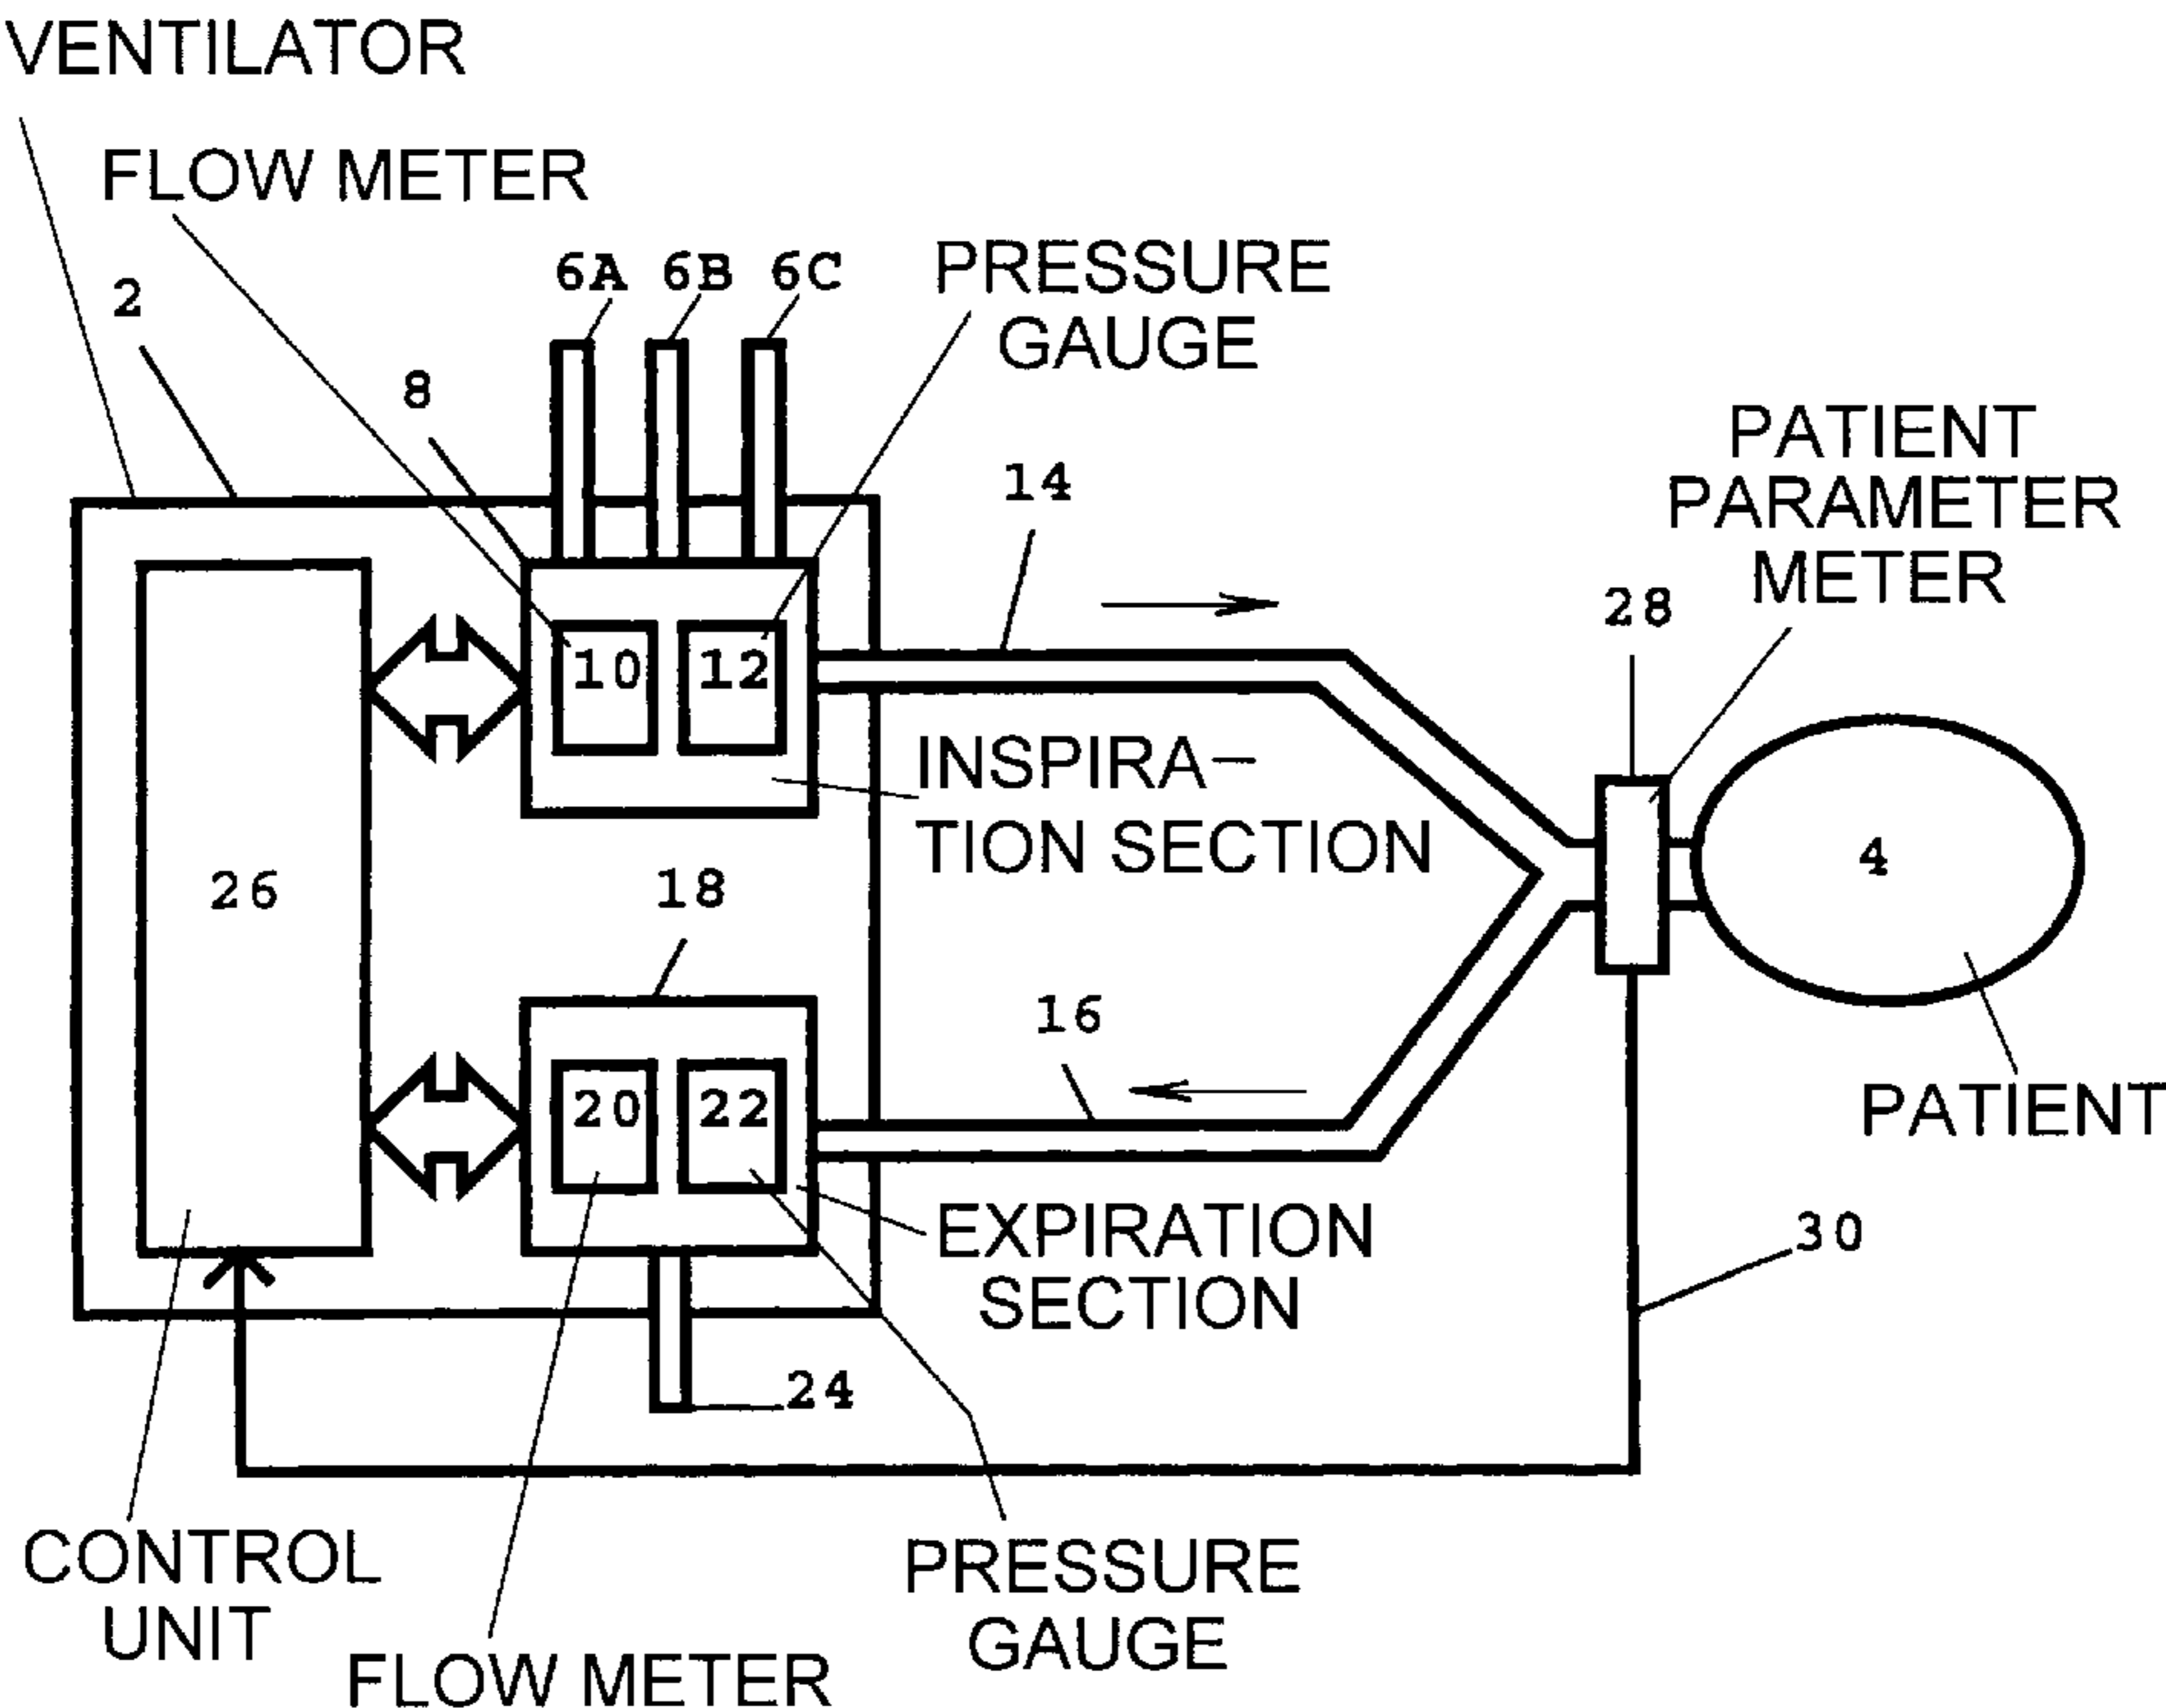 VENTILATOR
FLOW METER
6A 6B 6C
PRESSURE
GAUGE
2
8
14
PATIENT
PARAMETER
METER
28
10 12
INSPIRA-
TION SECTION
4
26
18
16
20 22
PATIENT
EXPIRATION
SECTION
30
24
CONTROL
UNIT
PRESSURE
GAUGE
FLOW METER